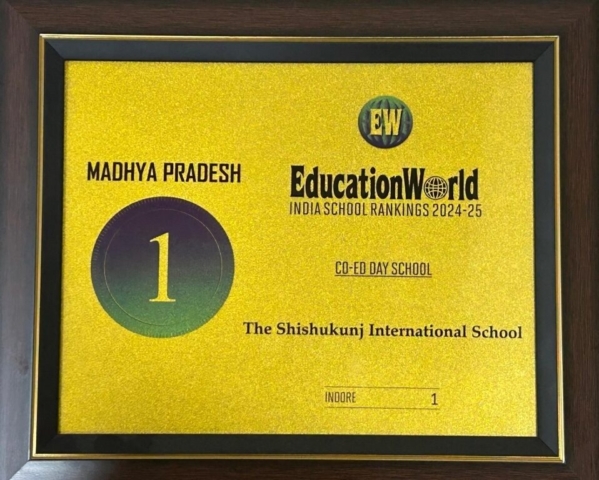 EW
MADHYA PRADESH
EducationWorld
INDIA SCHOOL RANKINGS 2024-25
1
CO-ED DAY SCHOOL
The Shishukunj International School
INDORE 1